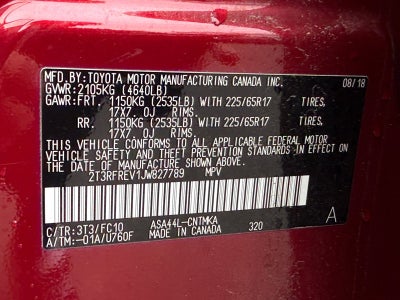 MFD.BY:TOYOTA MOTOR MANUFACTURING CANADA INC.
GVWR:2105KG (4640LB) 08/18
GAWR:FRT. 1150KG (2535LB) WITH 225/65R17 TIRES,
17X7. OJ RIMS.
RR. 1150KG (2535LB) WITH 225/65R17 TIRES,
17X7. OJ RIMS.
THIS VEHICLE CONFORMS TO ALL APPLICABLE FEDERAL MOTOR
VEHICLE SAFETY AND THEFT PREVENTION STANDARDS IN EFFECT ON
THE DATE OF MANUFACTURE SHOWN ABOVE.
2T3RFREV1JW827789 MPV
C/TR:3T3/FC10 ASA44L-CNTMKA A
A/TM:-01A/U760F MADE IN CANADA 320